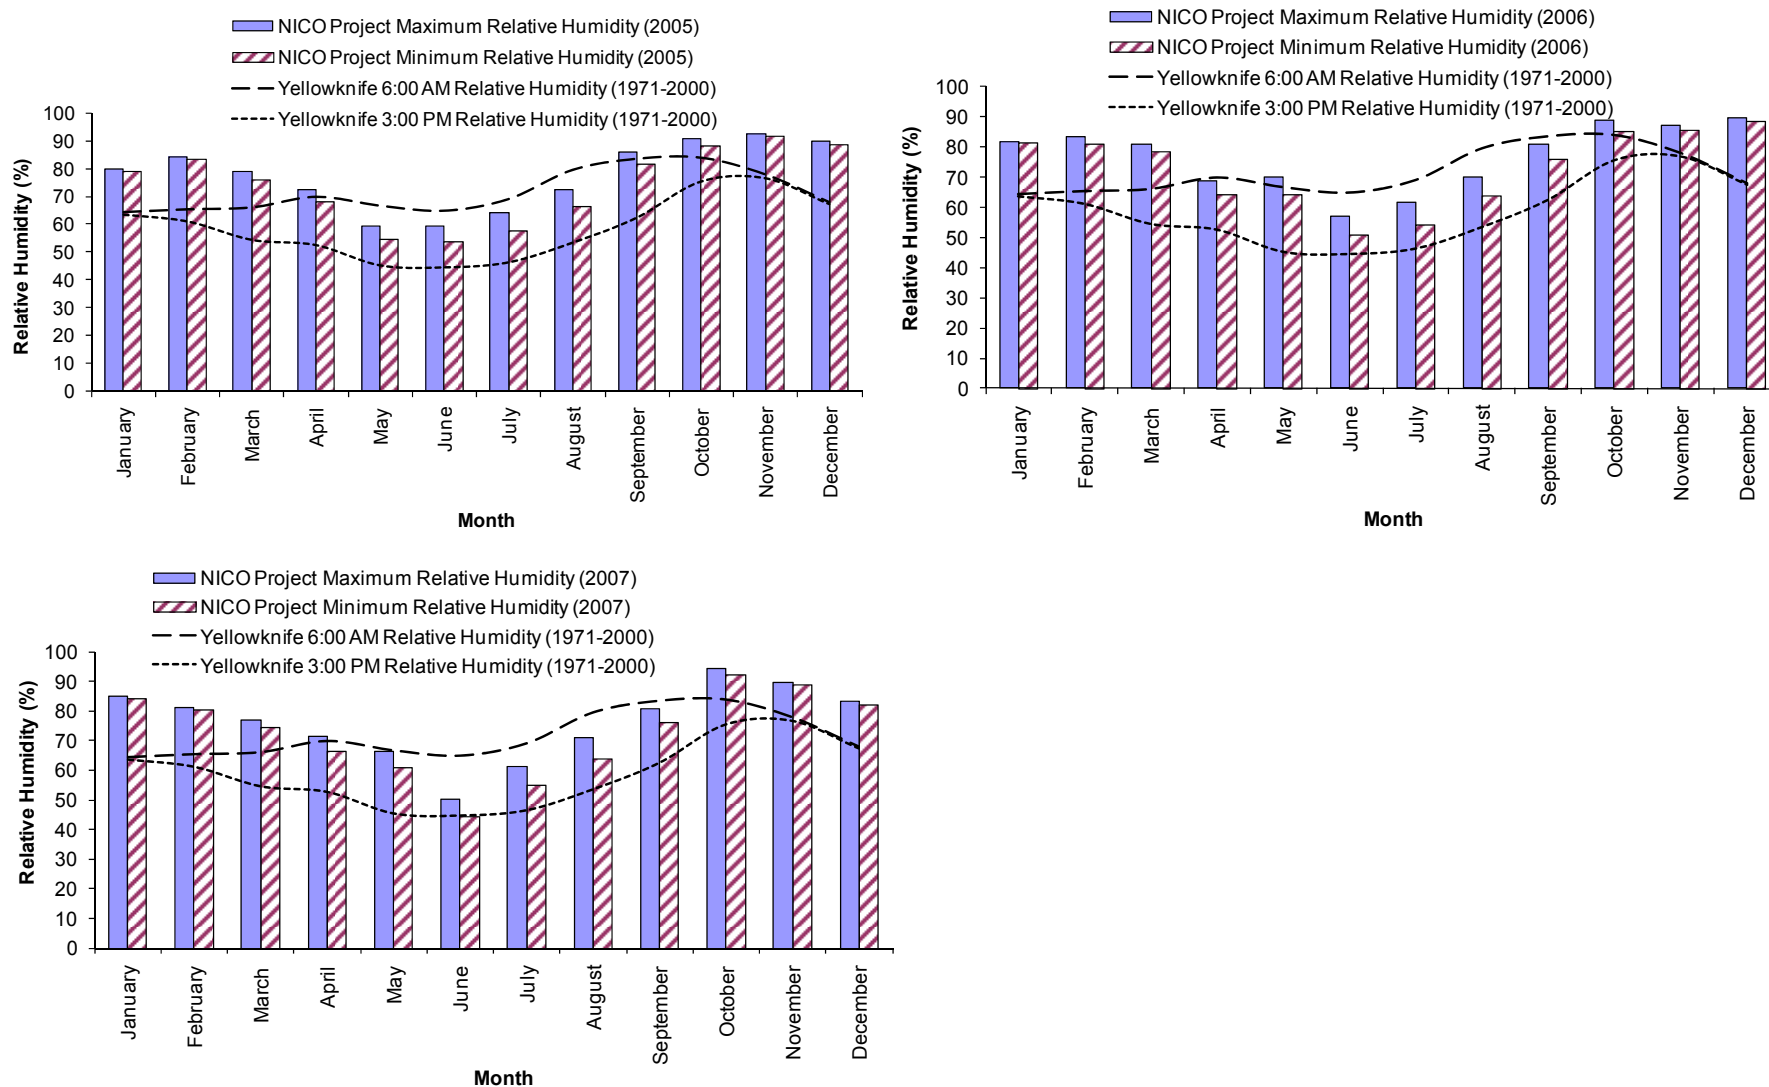 NICO Project Maximum Relative Humidity (2005)
NICO Project Minimum Relative Humidity (2005)
Yellowknife 6:00 AM Relative Humidity (1971-2000)
Yellowknife 3:00 PM Relative Humidity (1971-2000)
Relative Humidity (%)
100
90
80
70
60
50
40
30
20
10
0
January
February
March
April
May
June
July
August
September
October
November
December
Month
NICO Project Maximum Relative Humidity (2006)
NICO Project Minimum Relative Humidity (2006)
Yellowknife 6:00 AM Relative Humidity (1971-2000)
Yellowknife 3:00 PM Relative Humidity (1971-2000)
Relative Humidity (%)
100
90
80
70
60
50
40
30
20
10
0
January
February
March
April
May
June
July
August
September
October
November
December
Month
NICO Project Maximum Relative Humidity (2007)
NICO Project Minimum Relative Humidity (2007)
Yellowknife 6:00 AM Relative Humidity (1971-2000)
Yellowknife 3:00 PM Relative Humidity (1971-2000)
Relative Humidity (%)
100
90
80
70
60
50
40
30
20
10
0
January
February
March
April
May
June
July
August
September
October
November
December
Month